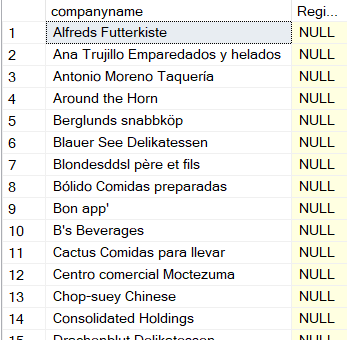 companyname Regi...
1 Alfreds Futterkiste NULL
2 Ana Trujillo Emparedados y helados NULL
3 Antonio Moreno Taquería NULL
4 Around the Horn NULL
5 Berglunds snabbköp NULL
6 Blauer See Delikatessen NULL
7 Blondesddsl père et fils NULL
8 Bólido Comidas preparadas NULL
9 Bon app' NULL
10 B's Beverages NULL
11 Cactus Comidas para llevar NULL
12 Centro comercial Moctezuma NULL
13 Chop-suey Chinese NULL
14 Consolidated Holdings NULL
15 Drachenblut Delikatessen NULL